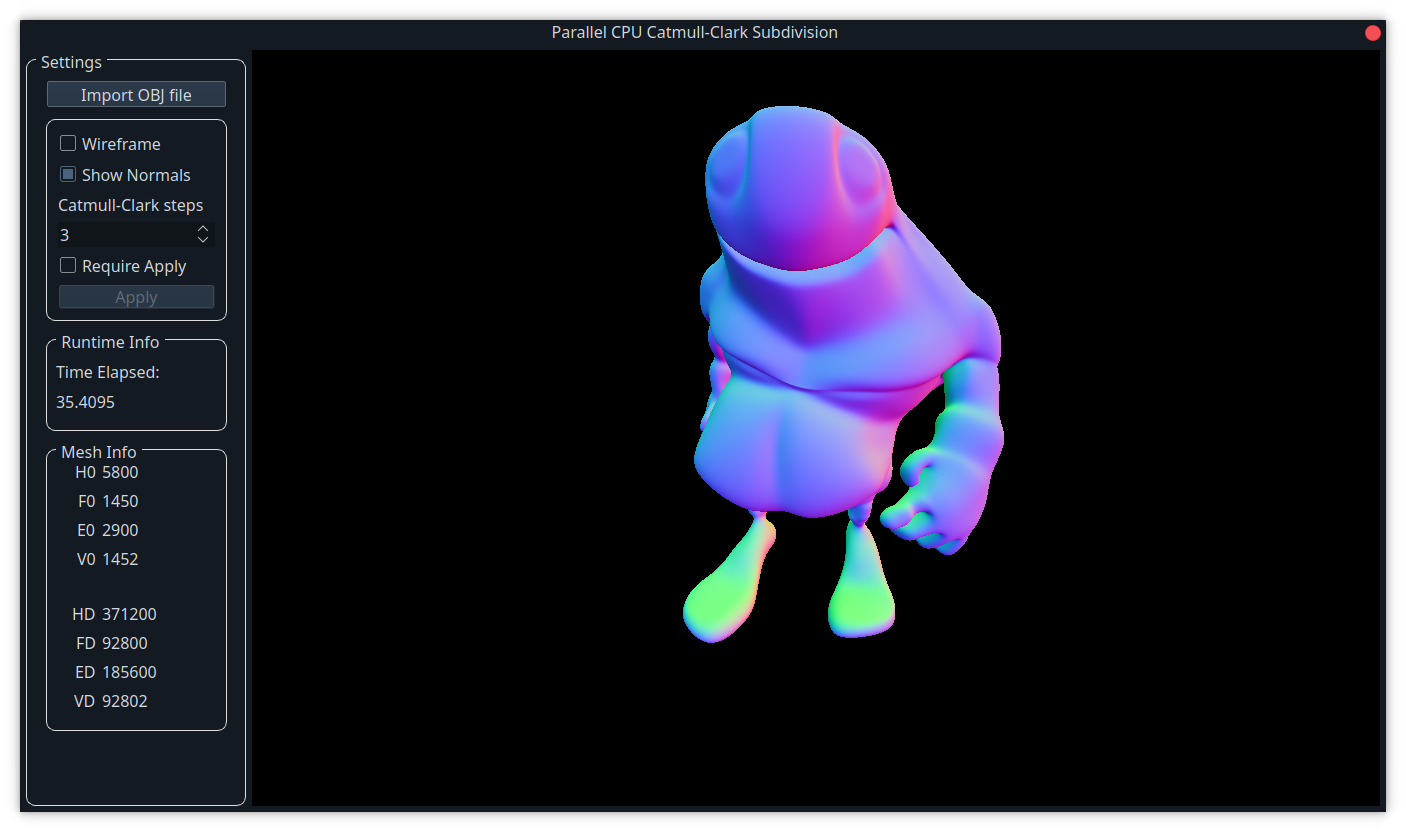 Parallel CPU Catmull-Clark Subdivision
Settings
Import OBJ file
Wireframe
Show Normals
Catmull-Clark steps
3
Require Apply
Apply
Runtime Info
Time Elapsed:
35.4095
Mesh Info
H0 5800
F0 1450
E0 2900
V0 1452
HD 371200
FD 92800
ED 185600
VD 92802